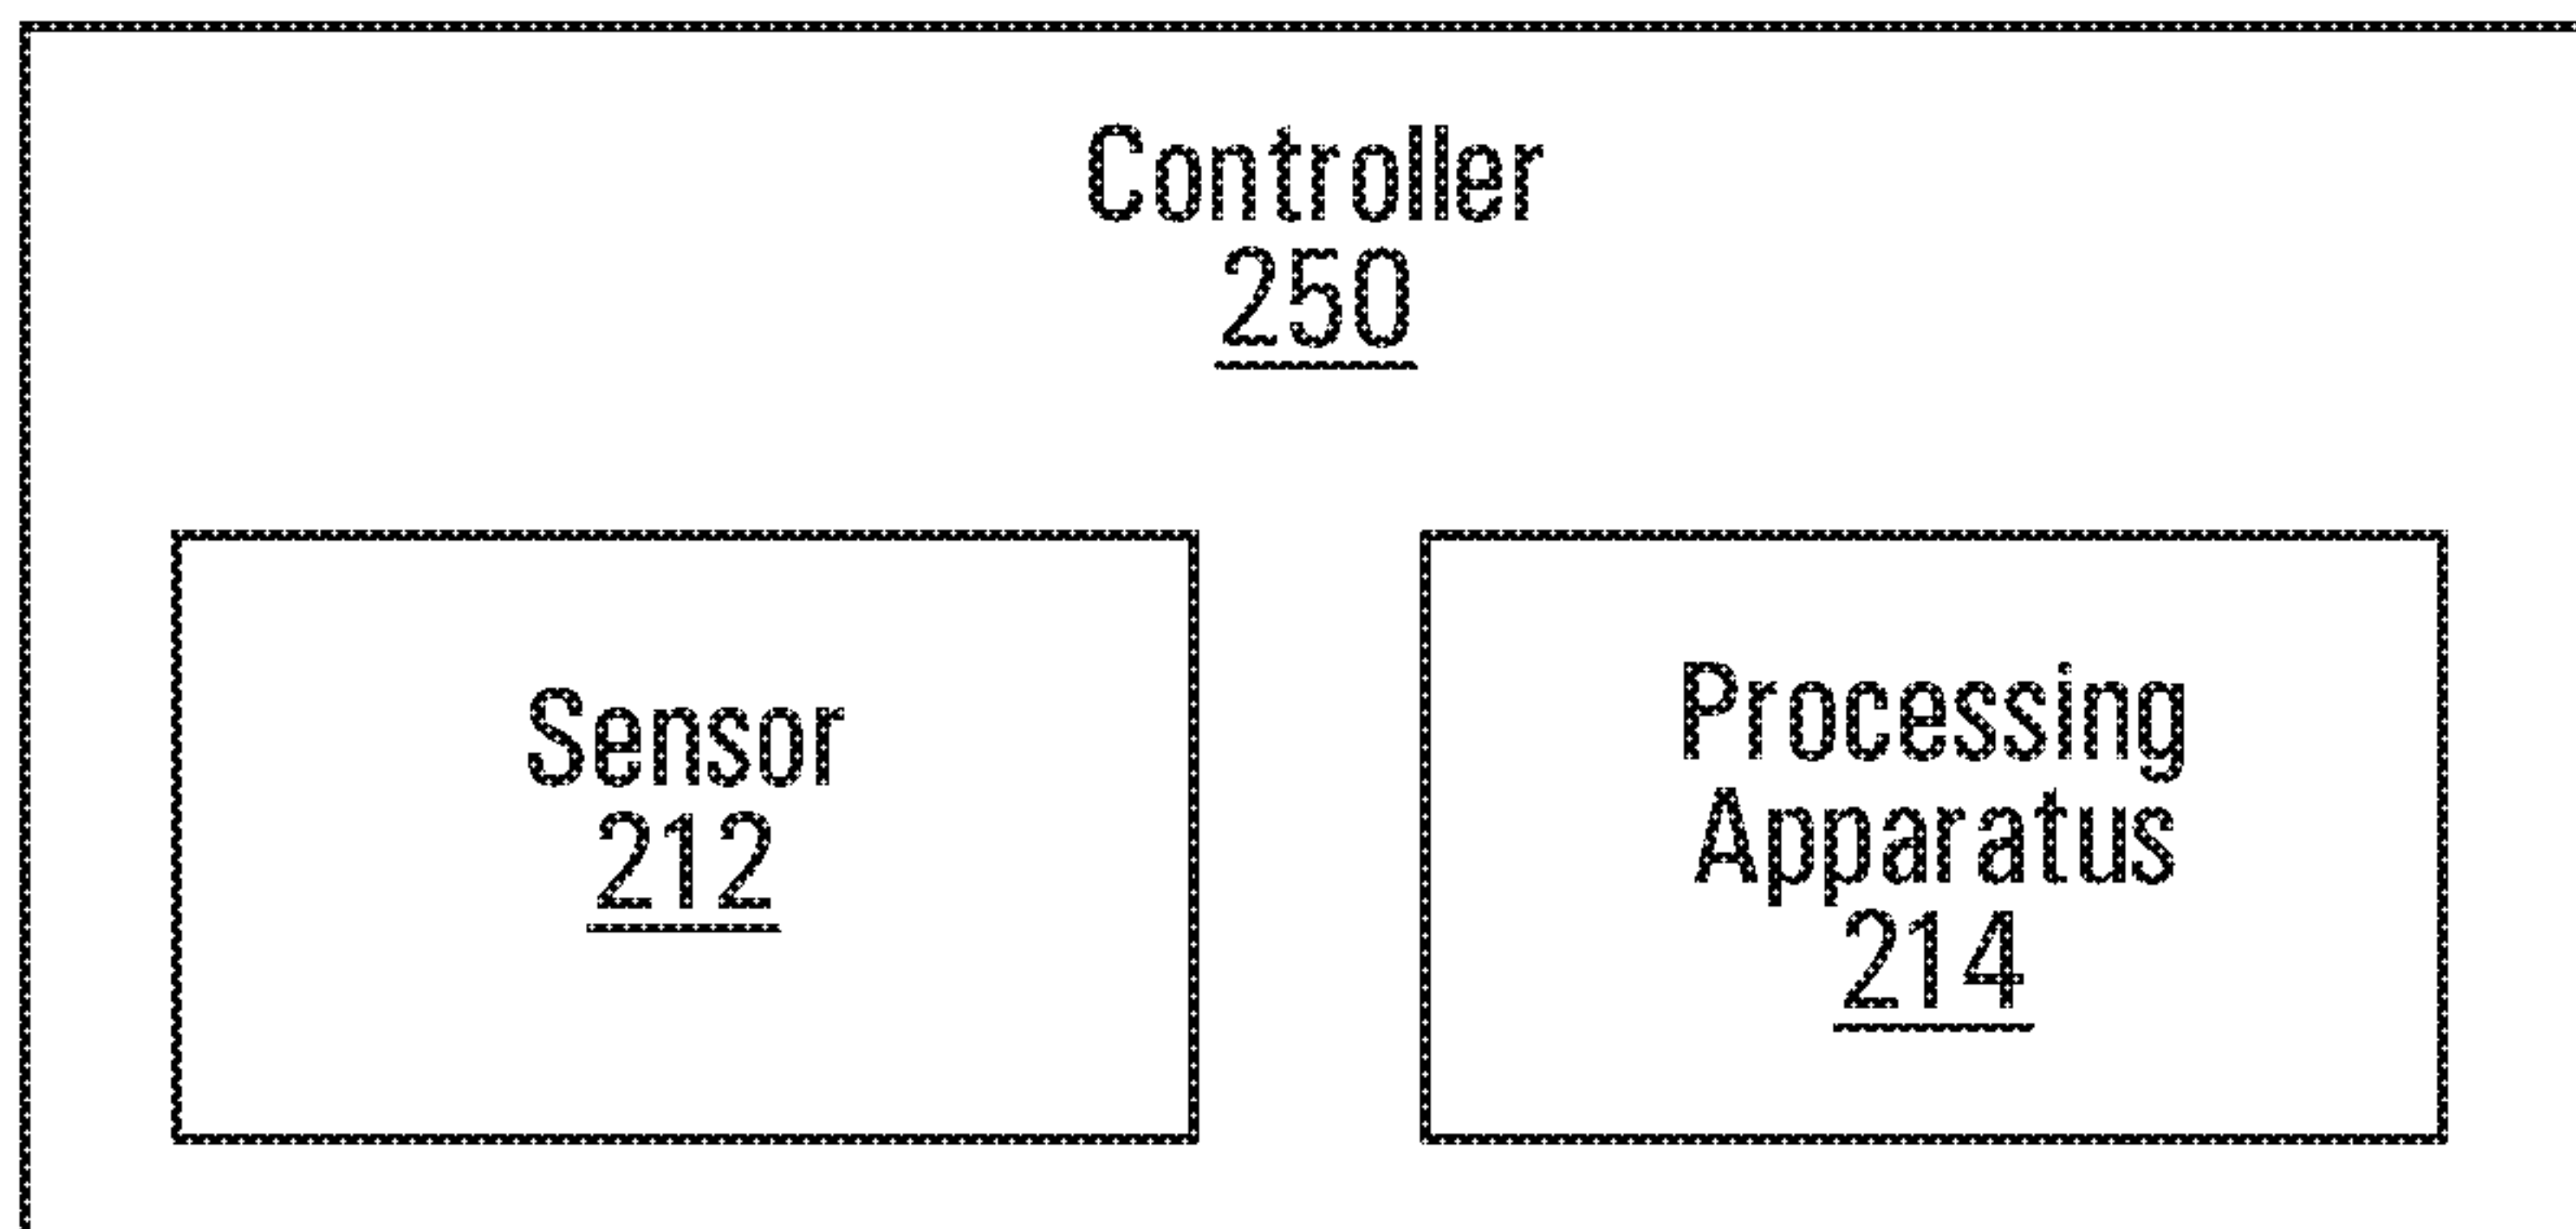 Controller
250
Sensor
212
Processing
Apparatus
214